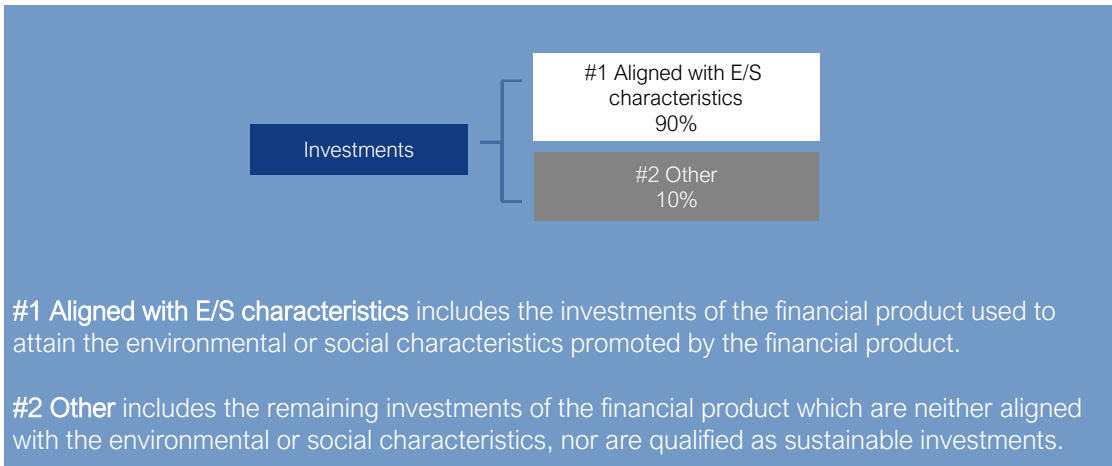 #1 Aligned with E/S
characteristics
90%
Investments
#2 Other
10%
#1 Aligned with E/S characteristics includes the investments of the financial product used to
attain the environmental or social characteristics promoted by the financial product.
#2 Other includes the remaining investments of the financial product which are neither aligned
with the environmental or social characteristics, nor are qualified as sustainable investments.